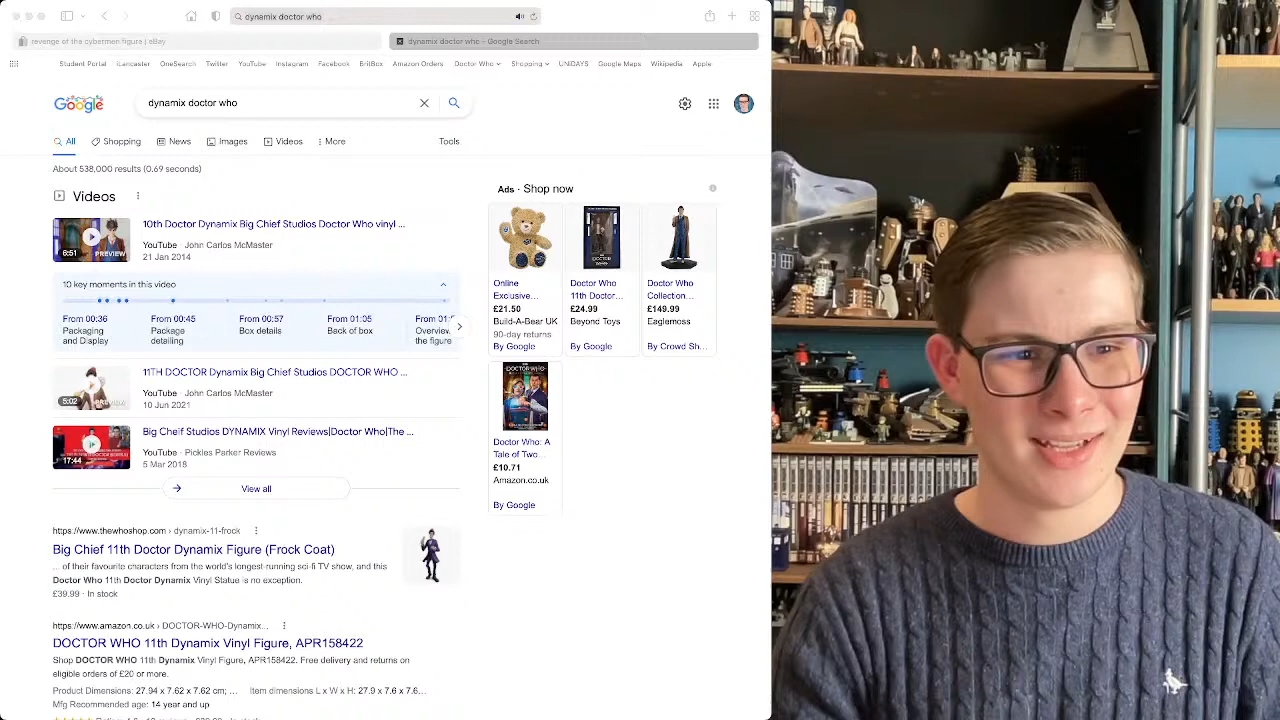 dynamix doctor who
revenge of the cybermen figure | eBay
dynamix doctor who - Google Search
Student Portal iLancaster OneSearch Twitter YouTube Instagram Facebook BritBox Amazon Orders Doctor Who Shopping UNiDAYS Google Maps Wikipedia Apple
Google
dynamix doctor who
All Shopping News Images Videos More Tools
About 538,000 results (0.69 seconds)
Videos
10th Doctor Dynamix Big Chief Studios Doctor Who vinyl ...
YouTube · John Carlos McMaster
21 Jan 2014
6:51 PREVIEW
10 key moments in this video
From 00:36 From 00:45 From 00:57 From 01:05
Packaging and Display
Package detailing
Box details
Back of box
Overview the figure
TH DOCTOR Dynamix Big Chief Studios DOCTOR WHO ...
YouTube · John Carlos McMaster
10 Jun 2021
5:02 PREVIEW
Big Cheif Studios DYNAMIX Vinyl Reviews|Doctor Who|The ...
YouTube · Pickles Parker Reviews
5 Mar 2018
17:44
View all
https://www.thewhoshop.com › dynamix-11-frock
Big Chief 11th Doctor Dynamix Figure (Frock Coat)
... of their favourite characters from the world's longest-running sci-fi TV show, and this
Doctor Who 11th Doctor Dynamix Vinyl Statue is no exception.
£39.99 · In stock
https://www.amazon.co.uk › DOCTOR-WHO-Dynamix...
DOCTOR WHO 11th Dynamix Vinyl Figure, APR158422
Shop DOCTOR WHO 11th Dynamix Vinyl Figure, APR158422. Free delivery and returns on
eligible orders of £20 or more.
Product Dimensions: 27.94 x 7.62 x 7.62 cm; ... Item dimensions L x W x H: 27.9 x 7.6 x 7.6...
Mfg Recommended age: 14 year and up
Ads · Shop now
Online
Exclusive...
£21.50
Build-A-Bear UK
90-day returns
By Google
Doctor Who
11th Doctor...
£24.99
Beyond Toys
By Google
Doctor Who
Collection...
£149.99
Eaglemoss
By Crowd Sh...
Doctor Who: A
Tale of Two...
£10.71
Amazon.co.uk
By Google